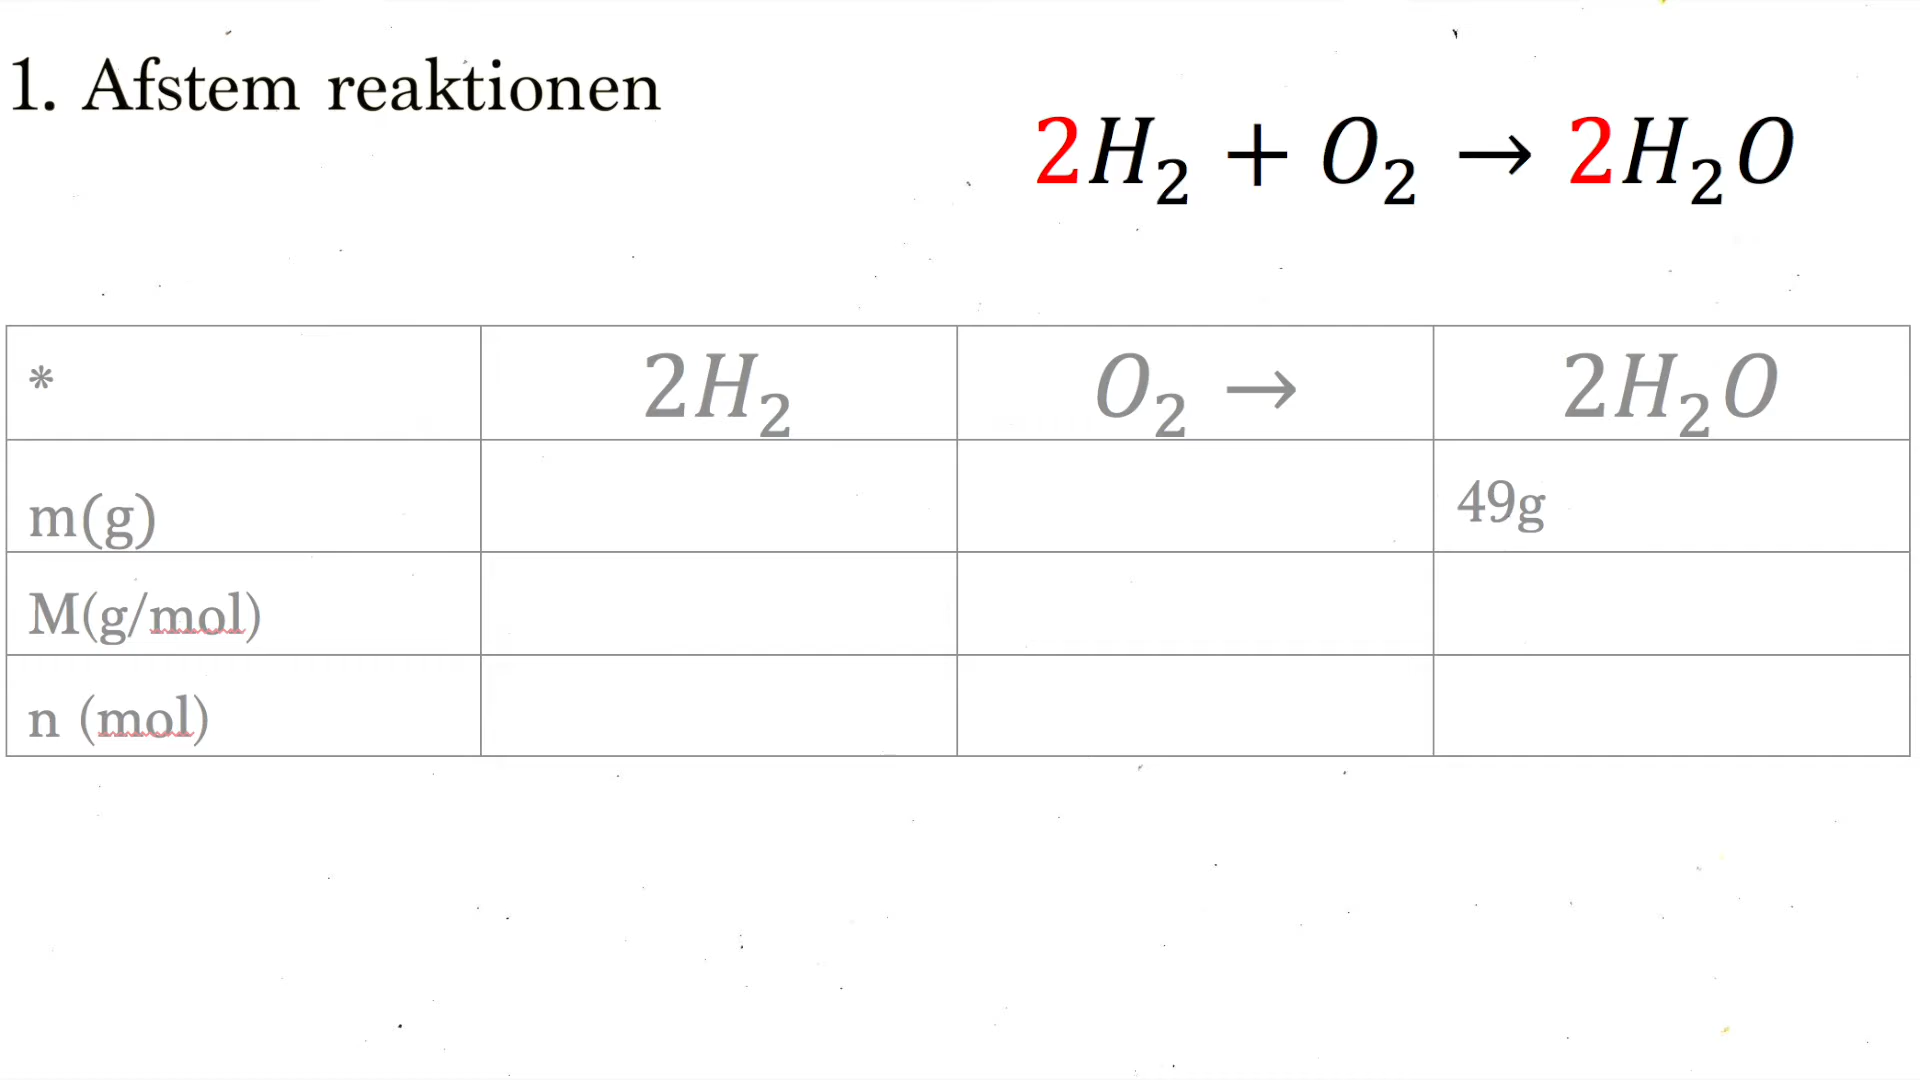 1. Afstem reaktionen
2H₂ + O₂ → 2H₂O
* 2H₂ O₂ → 2H₂O
m(g) 49g
M(g/mol)
n (mol)